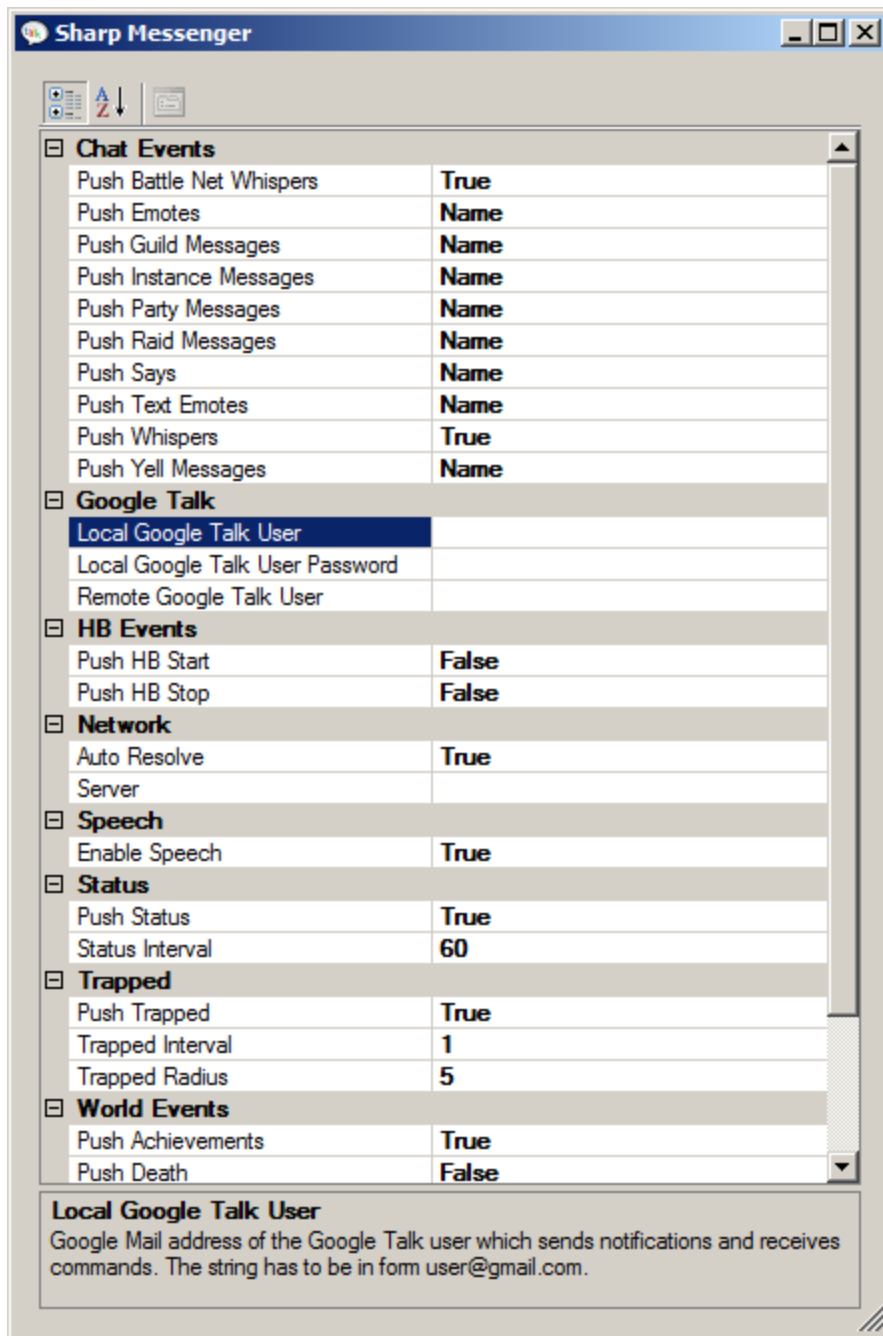 Sharp Messenger
Chat Events
Push Battle Net Whispers True
Push Emotes Name
Push Guild Messages Name
Push Instance Messages Name
Push Party Messages Name
Push Raid Messages Name
Push Says Name
Push Text Emotes Name
Push Whispers True
Push Yell Messages Name
Google Talk
Local Google Talk User
Local Google Talk User Password
Remote Google Talk User
HB Events
Push HB Start False
Push HB Stop False
Network
Auto Resolve True
Server
Speech
Enable Speech True
Status
Push Status True
Status Interval 60
Trapped
Push Trapped True
Trapped Interval 1
Trapped Radius 5
World Events
Push Achievements True
Push Death False
Local Google Talk User
Google Mail address of the Google Talk user which sends notifications and receives
commands. The string has to be in form user@gmail.com.